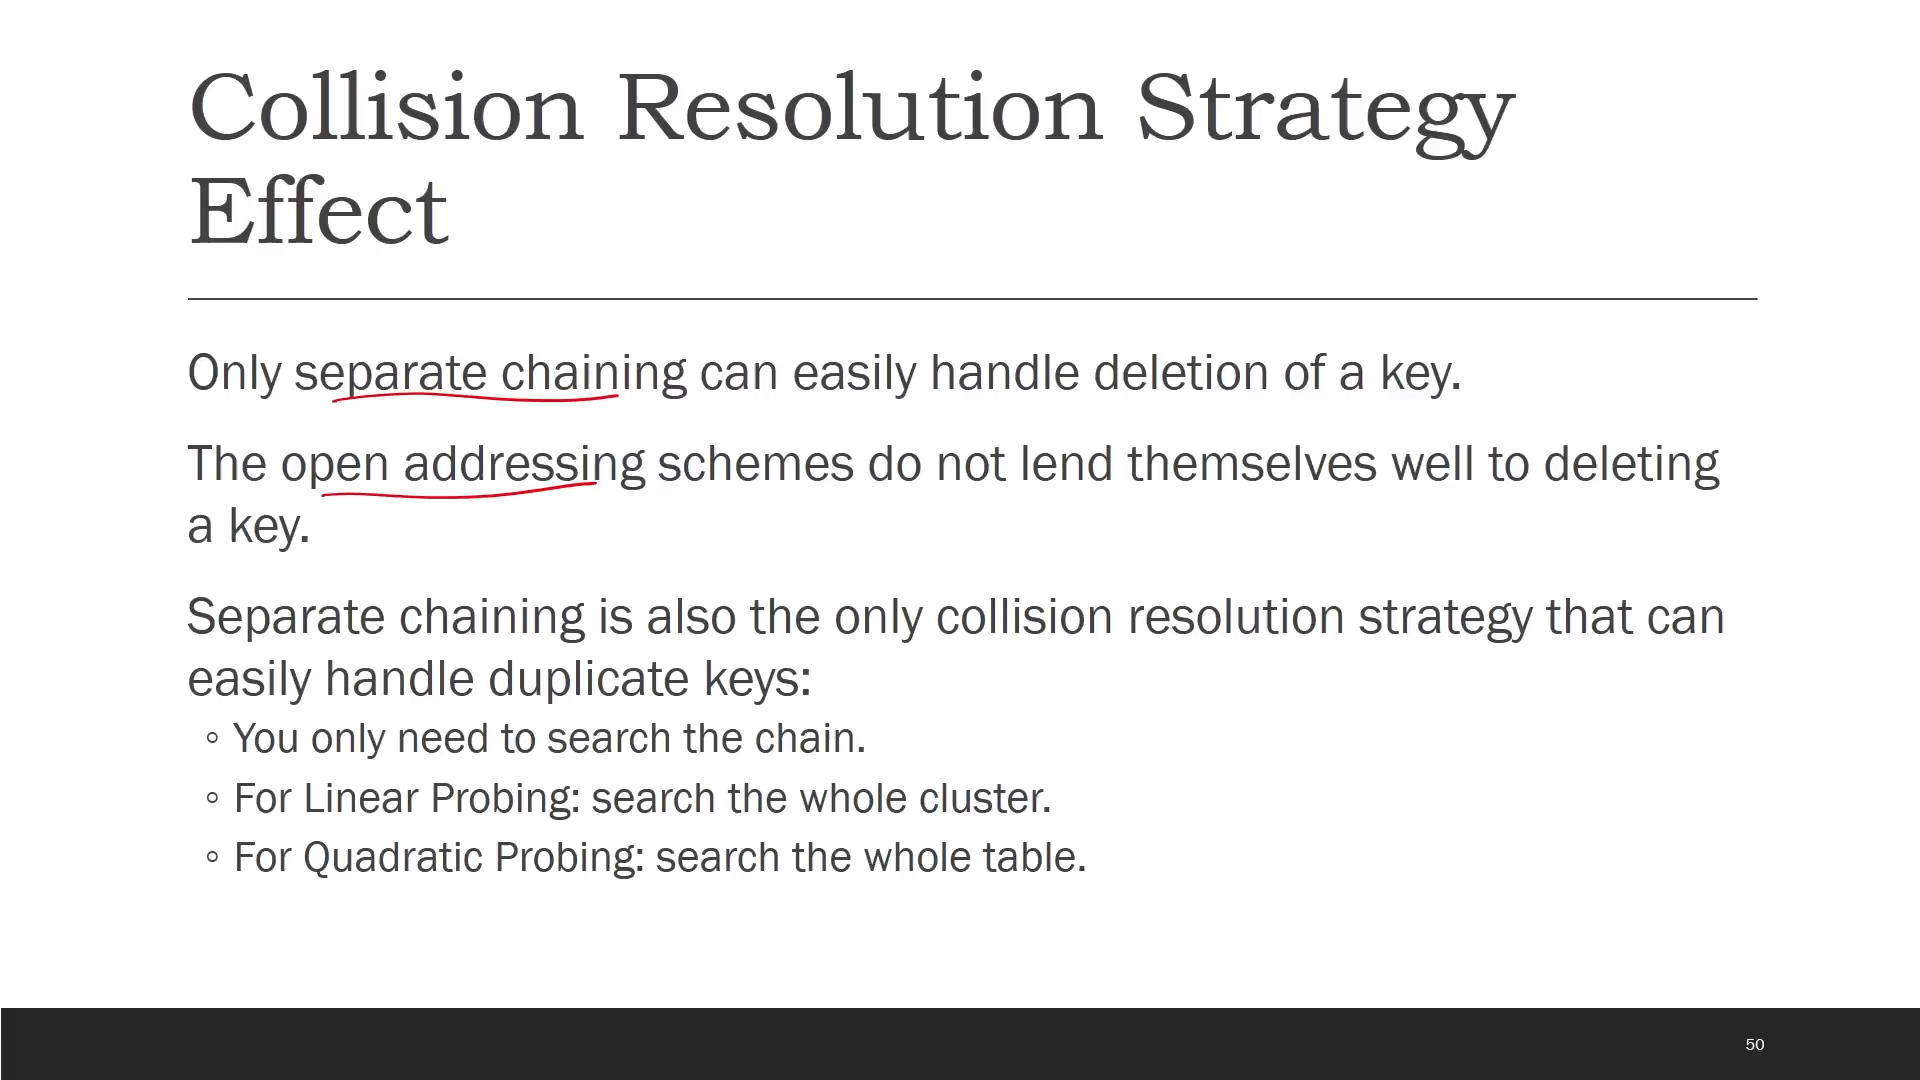 Collision Resolution Strategy
Effect
Only separate chaining can easily handle deletion of a key.
The open addressing schemes do not lend themselves well to deleting
a key.
Separate chaining is also the only collision resolution strategy that can
easily handle duplicate keys:
◦ You only need to search the chain.
◦ For Linear Probing: search the whole cluster.
◦ For Quadratic Probing: search the whole table.
50